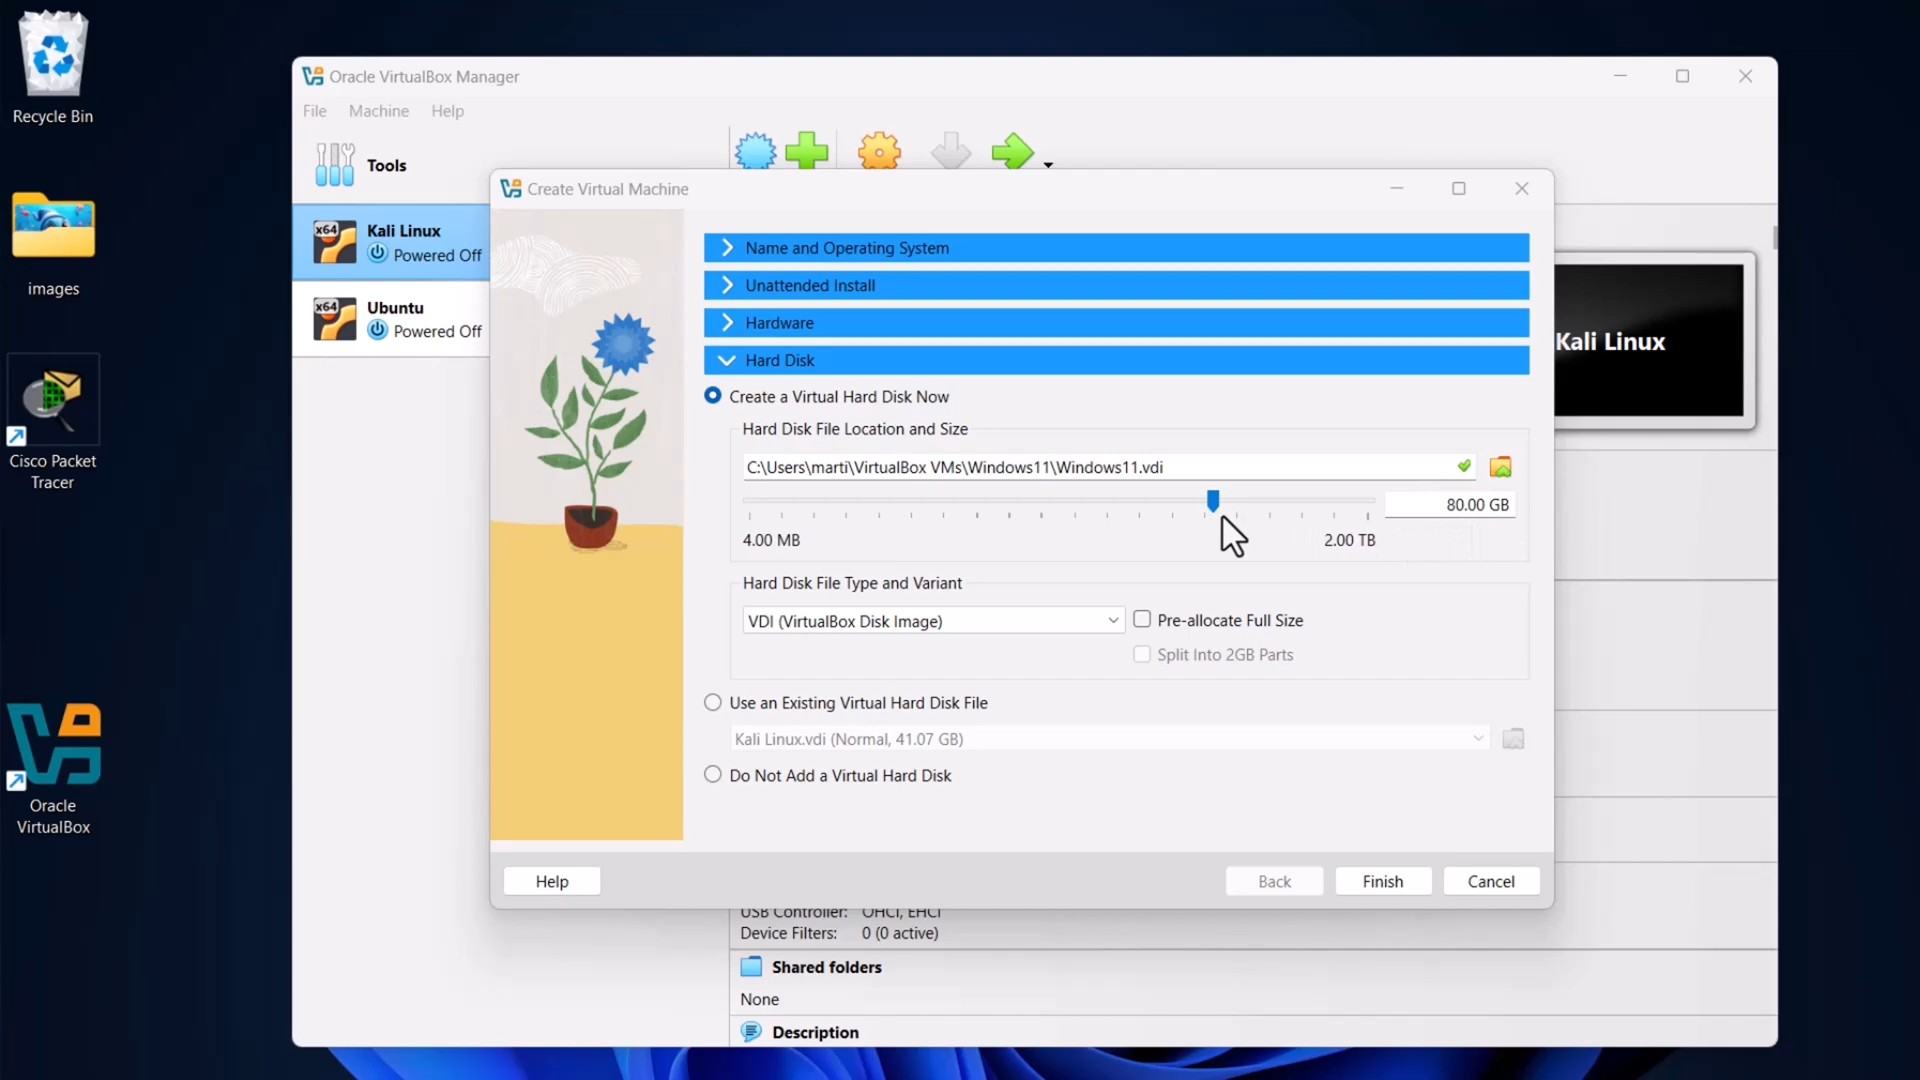 Recycle Bin
images
Cisco Packet
Tracer
Oracle
VirtualBox
Oracle VirtualBox Manager
File Machine Help
Tools
x64
Kali Linux
Powered Off
x64
Ubuntu
Powered Off
Create Virtual Machine
Name and Operating System
Unattended Install
Hardware
Hard Disk
Create a Virtual Hard Disk Now
Hard Disk File Location and Size
C:\Users\marti\VirtualBox VMs\Windows11\Windows11.vdi
80.00 GB
4.00 MB 2.00 TB
Hard Disk File Type and Variant
VDI (VirtualBox Disk Image) Pre-allocate Full Size
Split Into 2GB Parts
Use an Existing Virtual Hard Disk File
Kali Linux.vdi (Normal, 41.07 GB)
Do Not Add a Virtual Hard Disk
Help Back Finish Cancel
Kali Linux
USB Controller: OHCI, EHCI
Device Filters: 0 (0 active)
Shared folders
None
Description